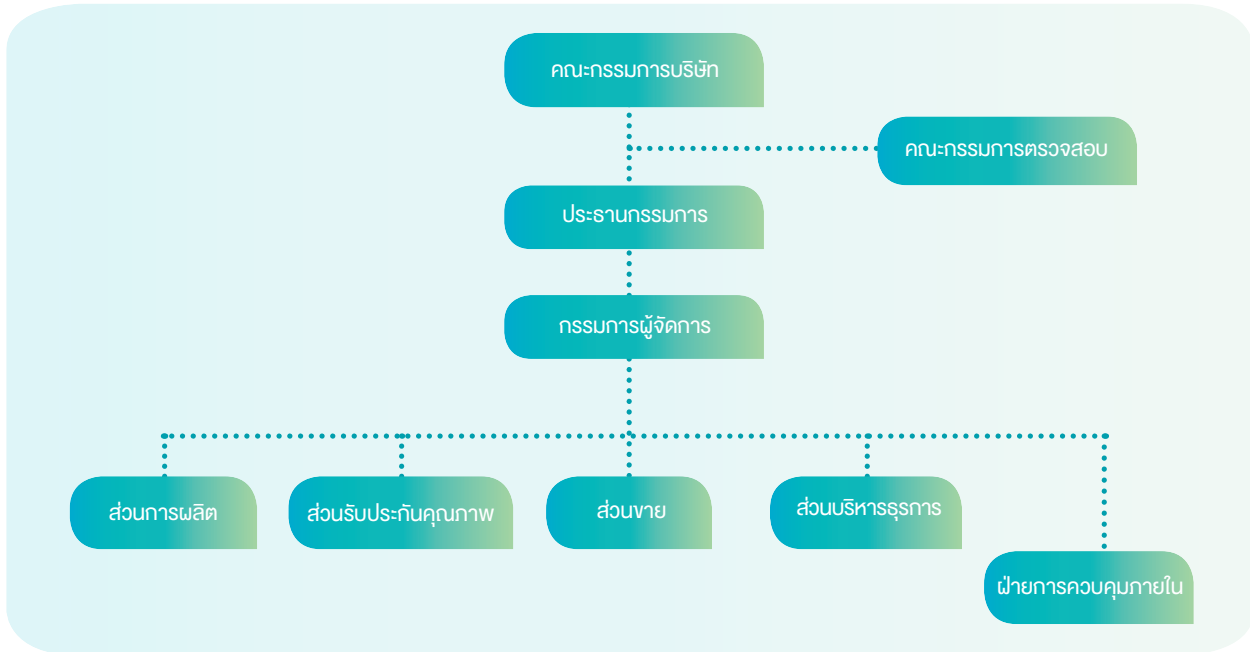 คณะกรรมการบริษัท
คณะกรรมการตรวจสอบ
ประธานกรรมการ
กรรมการผู้จัดการ
ส่วนการผลิต
ส่วนรับประกันคุณภาพ
ส่วนขาย
ส่วนบริหารธุรการ
ฝ่ายการควบคุมภายใน